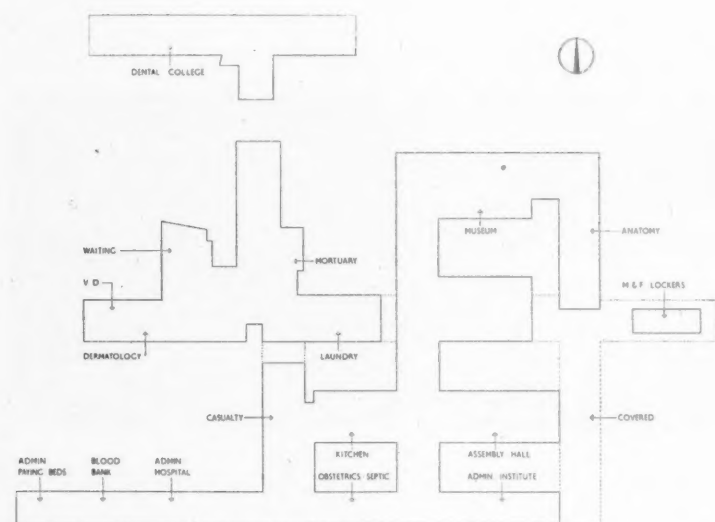 DENTAL COLLEGE
WAITING
MUSEUM
ANATOMY
MORTUARY
V D
M & F LOCKERS
DERMATOLOGY
LAUNDRY
CASUALTY
COVERED
KITCHEN
ASSEMBLY HALL
ADMIN
PAYING BEDS
BLOOD
BANK
ADMIN
HOSPITAL
OBSTETRICS SEPTIC
ADMIN INSTITUTE